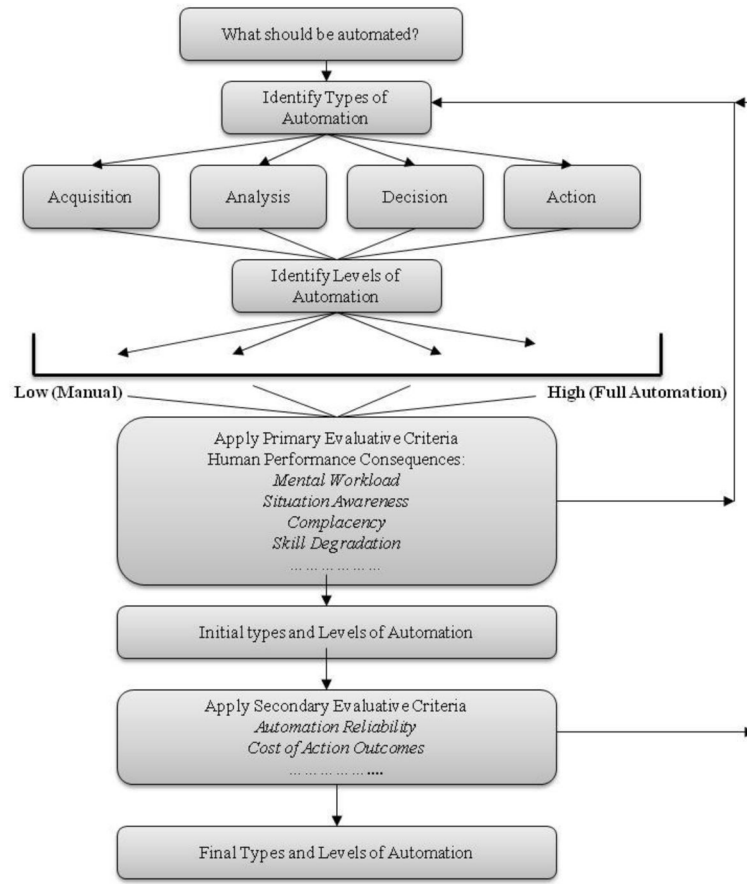 What should be automated?
Identify Types of
Automation
Acquisition
Analysis
Decision
Action
Identify Levels of
Automation
Low (Manual)
High (Full Automation)
Apply Primary Evaluative Criteria
Human Performance Consequences:
Mental Workload
Situation Awareness
Complacency
Skill Degradation
………………
Initial types and Levels of Automation
Apply Secondary Evaluative Criteria
Automation Reliability
Cost of Action Outcomes
……………....
Final Types and Levels of Automation